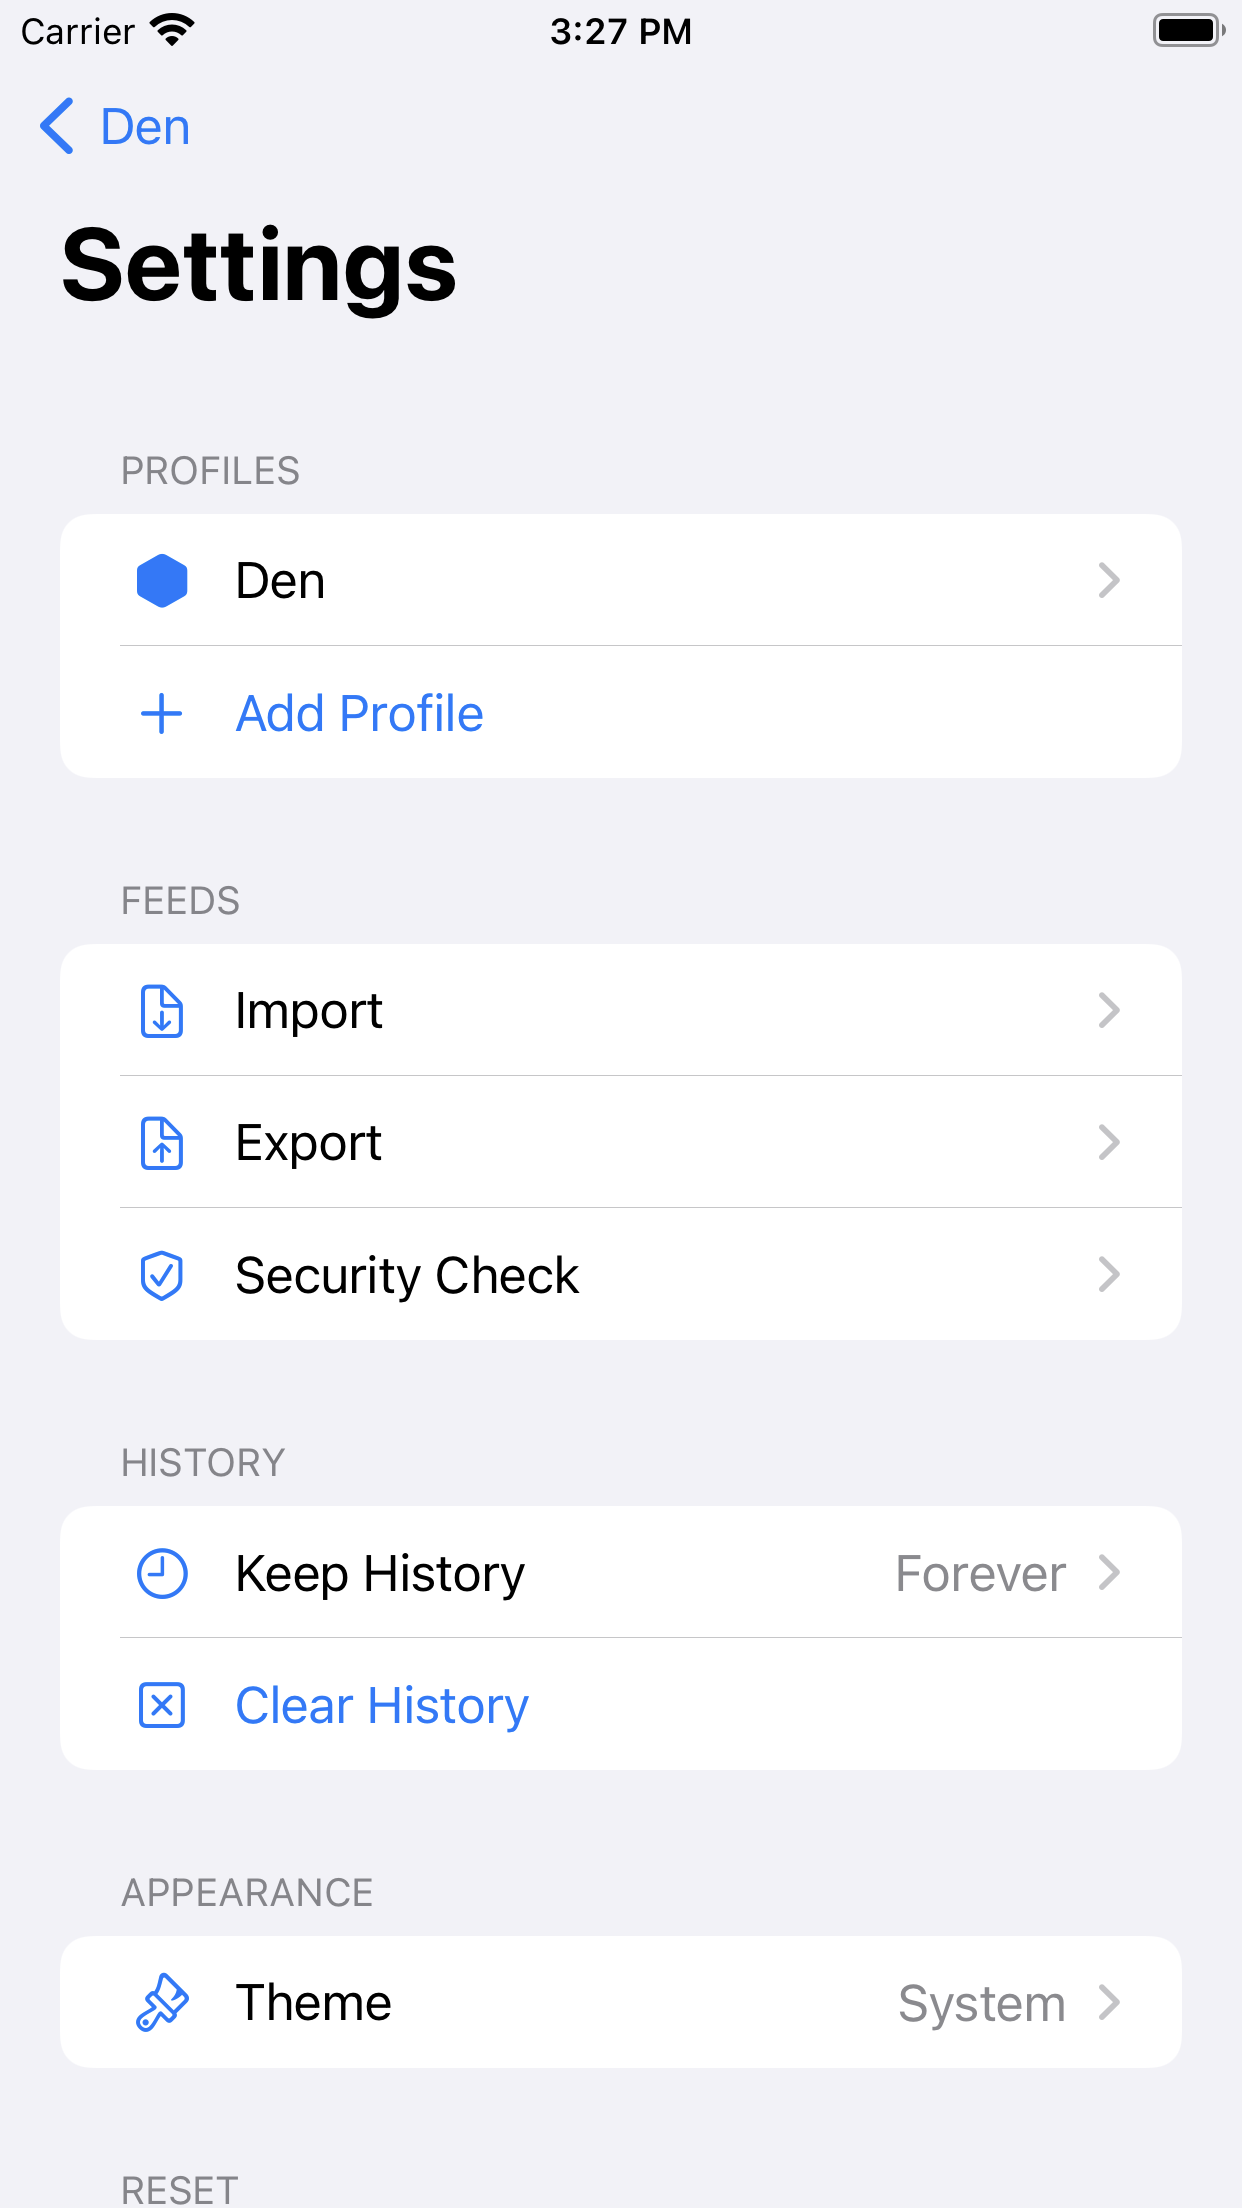 Carrier 3:27 PM
Den
Settings
PROFILES
Den
Add Profile
FEEDS
Import
Export
Security Check
HISTORY
Keep History Forever
Clear History
APPEARANCE
Theme System
RESET